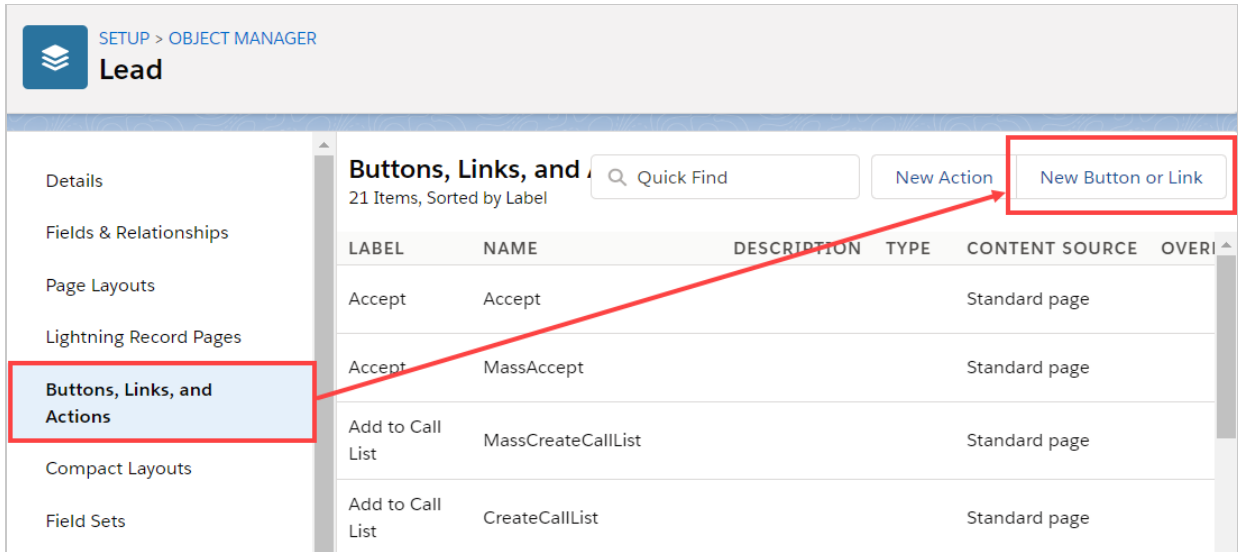 SETUP > OBJECT MANAGER
Lead
Details
Fields & Relationships
Page Layouts
Lightning Record Pages
Buttons, Links, and
Actions
Compact Layouts
Field Sets
Buttons, Links, and
Quick Find
New Action
New Button or Link
21 Items, Sorted by Label
LABEL NAME DESCRIPTION TYPE CONTENT SOURCE OVERI
Accept Accept Standard page
Accept MassAccept Standard page
Add to Call
List
MassCreateCallList Standard page
Add to Call
List
CreateCallList Standard page